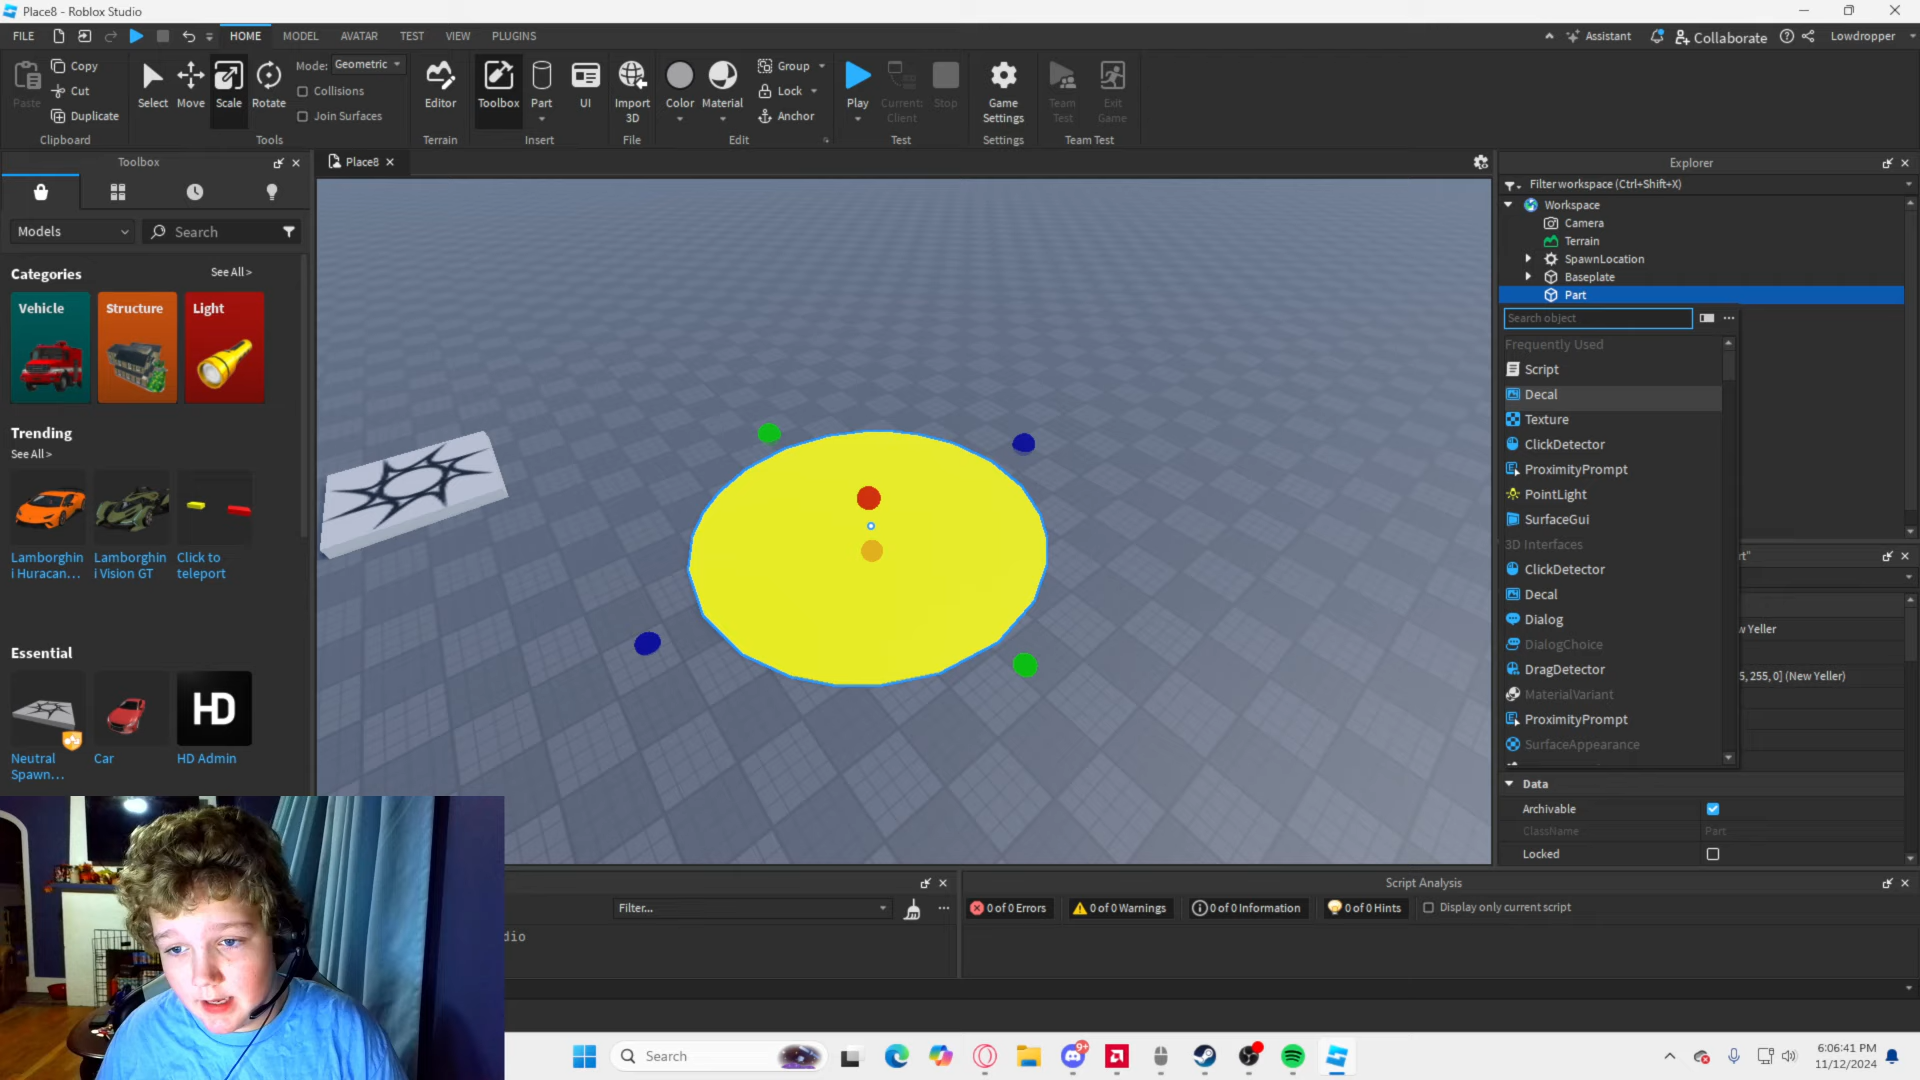 Place8 - Roblox Studio
FILE HOME MODEL AVATAR TEST VIEW PLUGINS Assistant Collaborate Lowdropper
Paste Copy Cut Duplicate Clipboard
Select Move Scale Rotate Mode: Geometric Collisions Join Surfaces Tools
Editor Terrain
Toolbox Part UI Insert
Import 3D File
Color Material Group Lock Anchor Edit
Play Current: Client Stop Test
Game Settings Settings
Team Test Exit Game Team Test
Toolbox
Models Search
Categories See All >
Vehicle Structure Light
Trending
See All >
Lamborghin i Huracan... Lamborghin i Vision GT Click to teleport
Essential
HD
Neutral Spawn... Car HD Admin
Place8
Explorer
Filter workspace (Ctrl+Shift+X)
Workspace
Camera
Terrain
SpawnLocation
Baseplate
Part
Search object
Frequently Used
Script
Decal
Texture
ClickDetector
ProximityPrompt
PointLight
SurfaceGui
3D Interfaces
ClickDetector
Decal
Dialog
DialogChoice
DragDetector
MaterialVariant
ProximityPrompt
SurfaceAppearance
rt"
w Yeller
5, 255, 0] (New Yeller)
Data
Archivable
ClassName Part
Locked
Filter...
dio
Script Analysis
0 of 0 Errors 0 of 0 Warnings 0 of 0 Information 0 of 0 Hints Display only current script
Search
9+
6:06:41 PM
11/12/2024